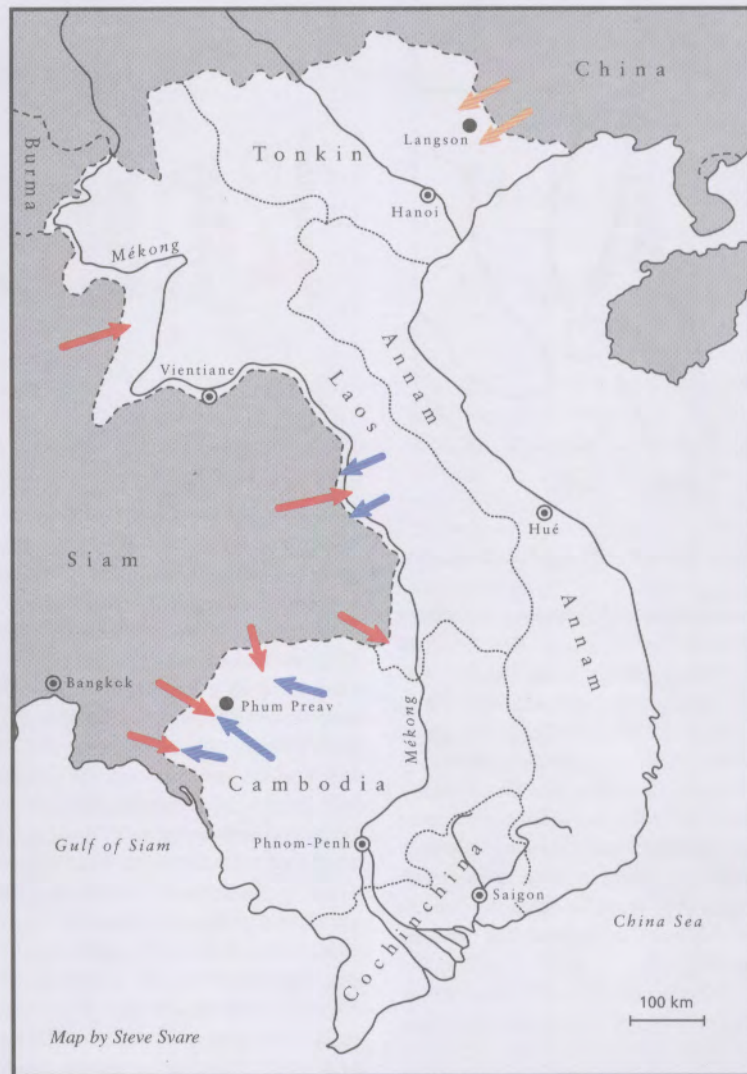 China
Burma
Langson
Tonkin
Hanoi
Mékong
Annam
Vientiane
Laos
Hué
Siam
Annam
Bangkok
Phum Preav
Mékong
Cambodia
Gulf of Siam
Phnom-Penh
Saigon
Cochinchina
China Sea
100 km
Map by Steve Svare